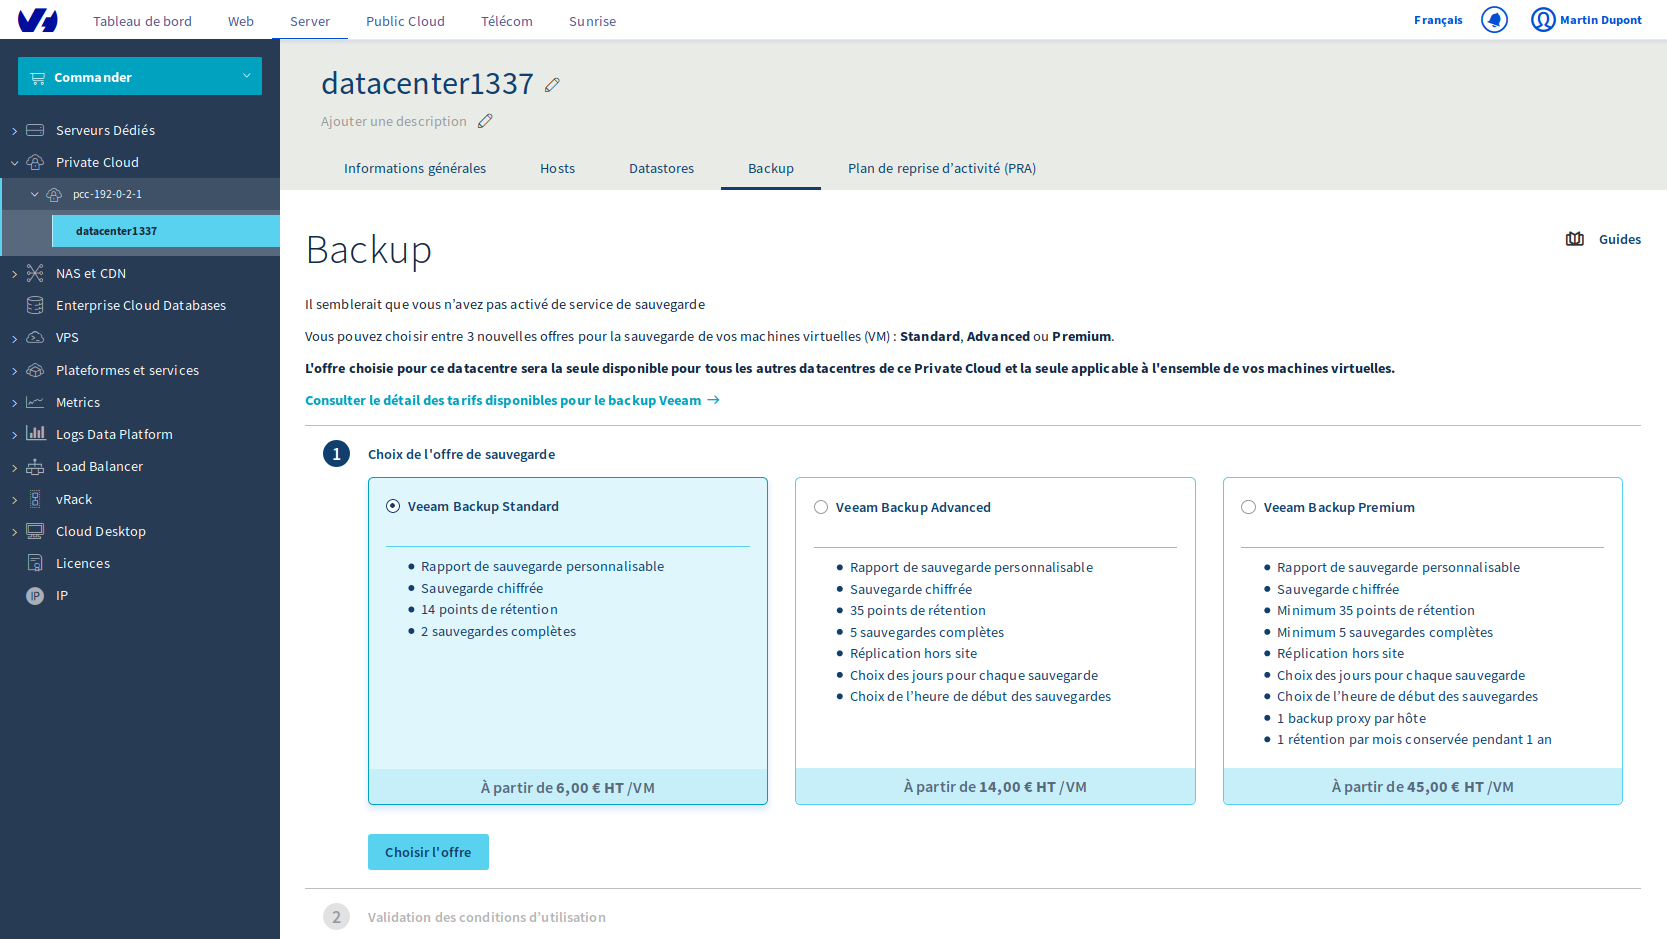 Tableau de bord
Web
Server
Public Cloud
Télécom
Sunrise
Français
Martin Dupont
Commander
Serveurs Dédiés
Private Cloud
pcc-192-0-2-1
datacenter1337
NAS et CDN
Enterprise Cloud Databases
VPS
Plateformes et services
Metrics
Logs Data Platform
Load Balancer
vRack
Cloud Desktop
Licences
IP IP
datacenter1337
Ajouter une description
Informations générales
Hosts
Datastores
Backup
Plan de reprise d’activité (PRA)
Backup
Guides
Il semblerait que vous n’avez pas activé de service de sauvegarde
Vous pouvez choisir entre 3 nouvelles offres pour la sauvegarde de vos machines virtuelles (VM) : Standard, Advanced ou Premium.
L'offre choisie pour ce datacentre sera la seule disponible pour tous les autres datacentres de ce Private Cloud et la seule applicable à l'ensemble de vos machines virtuelles.
Consulter le détail des tarifs disponibles pour le backup Veeam →
1 Choix de l'offre de sauvegarde
Veeam Backup Standard
• Rapport de sauvegarde personnalisable
• Sauvegarde chiffrée
• 14 points de rétention
• 2 sauvegardes complètes
À partir de 6,00 € HT /VM
Veeam Backup Advanced
• Rapport de sauvegarde personnalisable
• Sauvegarde chiffrée
• 35 points de rétention
• 5 sauvegardes complètes
• Réplication hors site
• Choix des jours pour chaque sauvegarde
• Choix de l’heure de début des sauvegardes
À partir de 14,00 € HT /VM
Veeam Backup Premium
• Rapport de sauvegarde personnalisable
• Sauvegarde chiffrée
• Minimum 35 points de rétention
• Minimum 5 sauvegardes complètes
• Réplication hors site
• Choix des jours pour chaque sauvegarde
• Choix de l’heure de début des sauvegardes
• 1 backup proxy par hôte
• 1 rétention par mois conservée pendant 1 an
À partir de 45,00 € HT /VM
Choisir l'offre
2 Validation des conditions d'utilisation